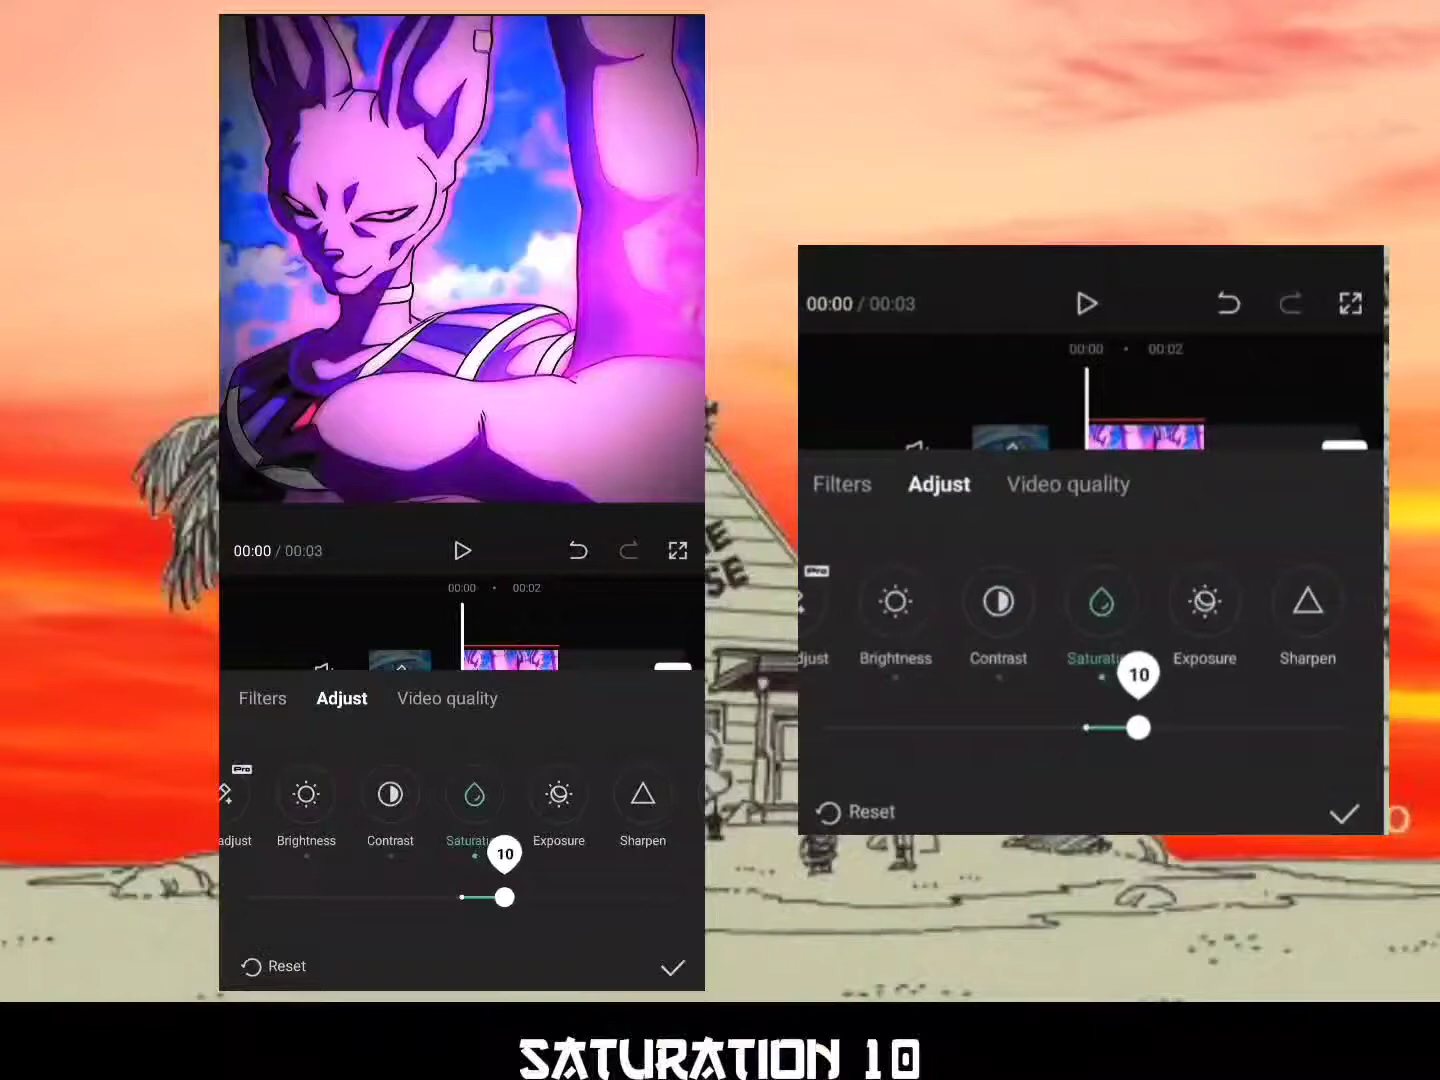 00:00 / 00:03
00:00 • 00:02
Filters Adjust Video quality
Pro
djust Brightness Contrast Saturati Exposure Sharpen
10
Reset
00:00 / 00:03
00:00 • 00:02
Filters Adjust Video quality
Pro
adjust Brightness Contrast Saturati Exposure Sharpen
10
Reset
SE
SATURATION 10